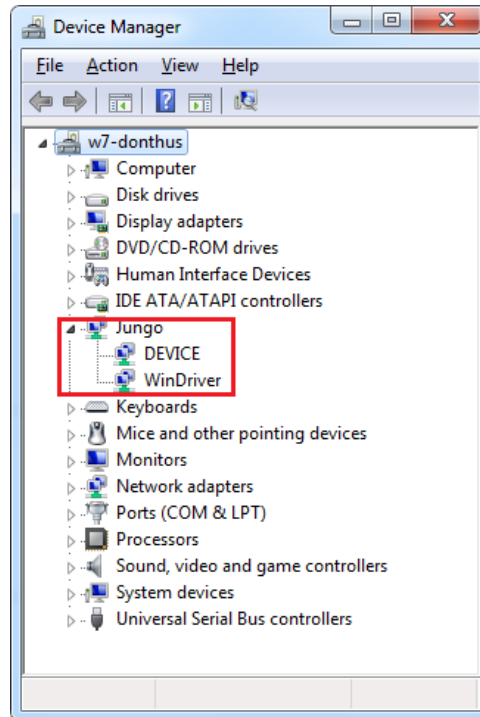 Device Manager
File Action View Help
w7-donthus
Computer
Disk drives
Display adapters
DVD/CD-ROM drives
Human Interface Devices
IDE ATA/ATAPI controllers
Jungo
DEVICE
WinDriver
Keyboards
Mice and other pointing devices
Monitors
Network adapters
Ports (COM & LPT)
Processors
Sound, video and game controllers
System devices
Universal Serial Bus controllers